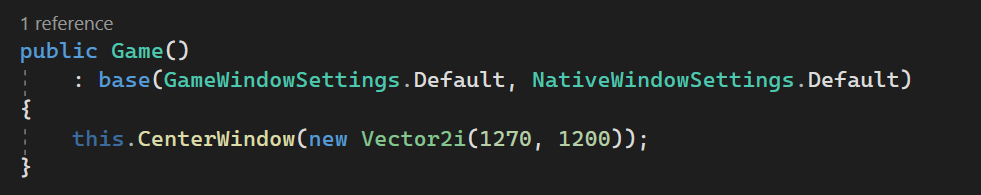 1 reference
public Game()
    : base(GameWindowSettings.Default, NativeWindowSettings.Default)
{
    this.CenterWindow(new Vector2i(1270, 1200));
}